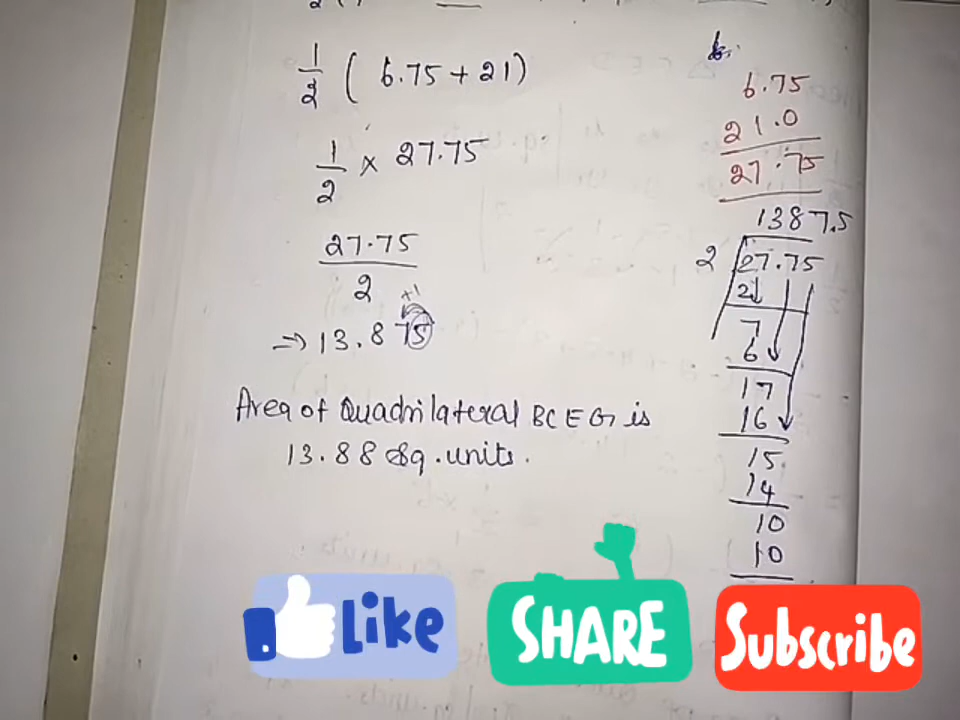 1/2 ( 6.75 + 21)
1/2 × 27.75
27.75
2
+1
=> 13.875
Area of Quadrilateral BCEG is
13.88 sq.units.
6.75
21.0
27.75
1387.5
2 27.75
2
7
6
17
16
15
14
10
10
Like
SHARE
Subscribe